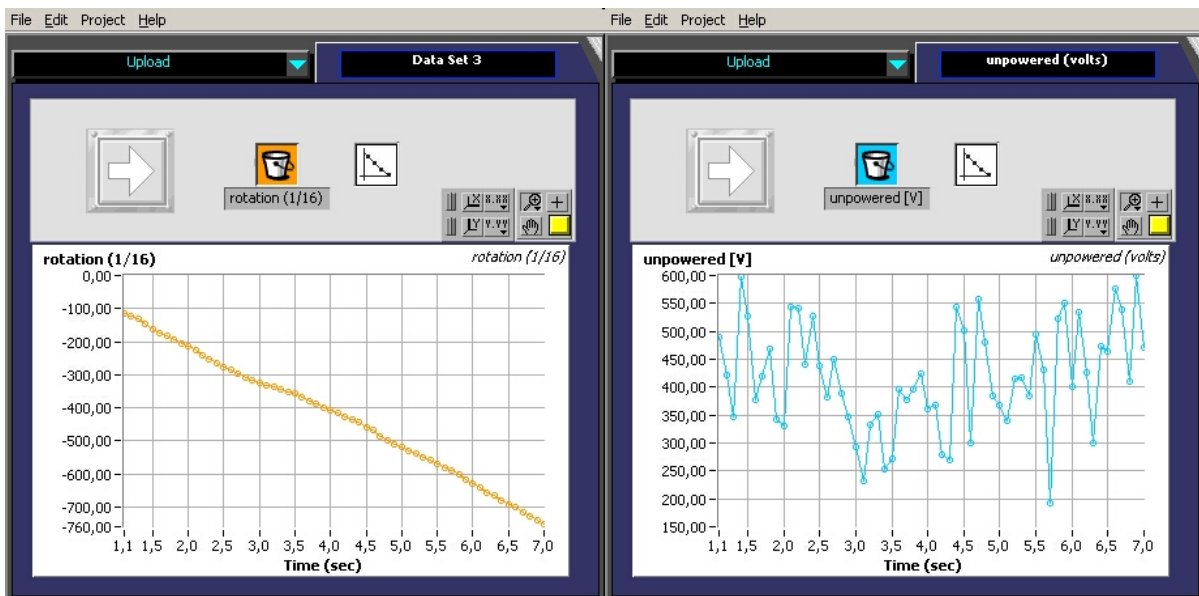 File Edit Project Help
Upload
Data Set 3
rotation (1/16)
X X.XX
Y Y.YY
rotation (1/16)
rotation (1/16)
0,00
-100,00
-200,00
-300,00
-400,00
-500,00
-600,00
-700,00
-760,00
1,1 1,5 2,0 2,5 3,0 3,5 4,0 4,5 5,0 5,5 6,0 6,5 7,0
Time (sec)
File Edit Project Help
Upload
unpowered (volts)
unpowered [V]
X X.XX
Y Y.YY
unpowered [V]
unpowered (volts)
600,00
550,00
500,00
450,00
400,00
350,00
300,00
250,00
200,00
150,00
1,1 1,5 2,0 2,5 3,0 3,5 4,0 4,5 5,0 5,5 6,0 6,5 7,0
Time (sec)